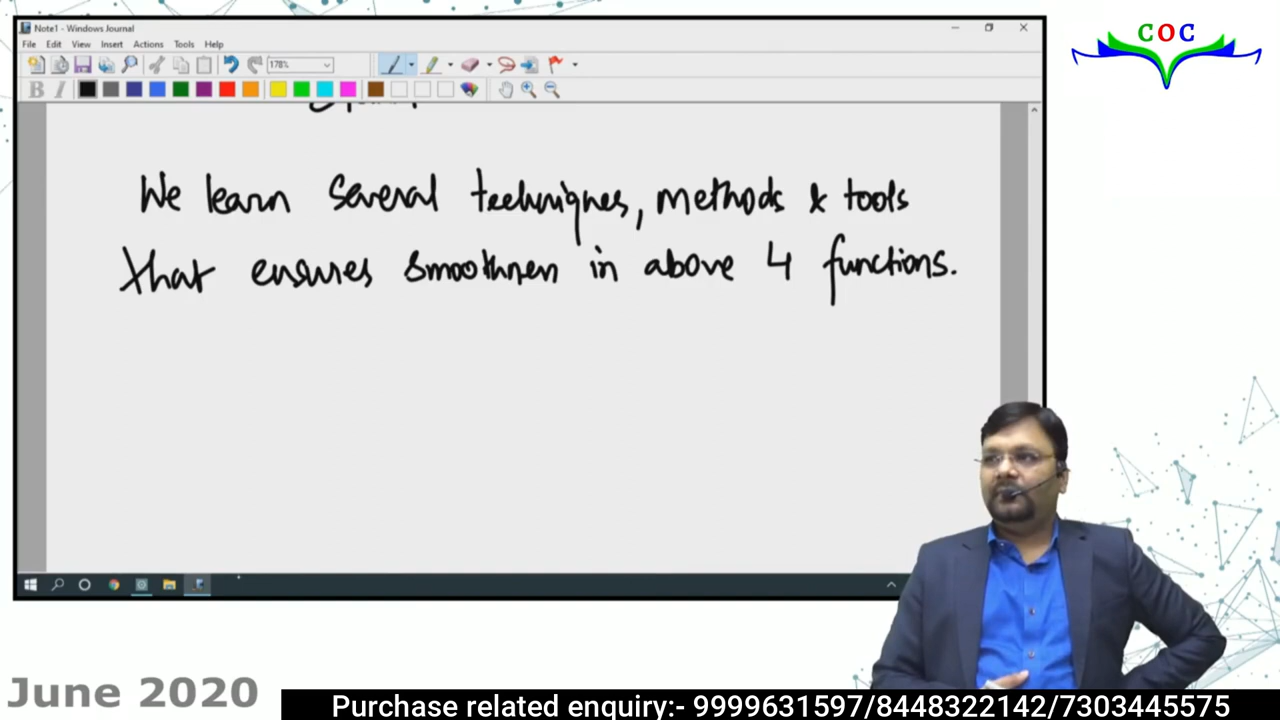 Note1 - Windows Journal
File Edit View Insert Actions Tools Help
178%
B I
COC
We learn several techniques, methods & tools
that ensures smoothness in above 4 functions.
June 2020
Purchase related enquiry:- 9999631597/8448322142/7303445575